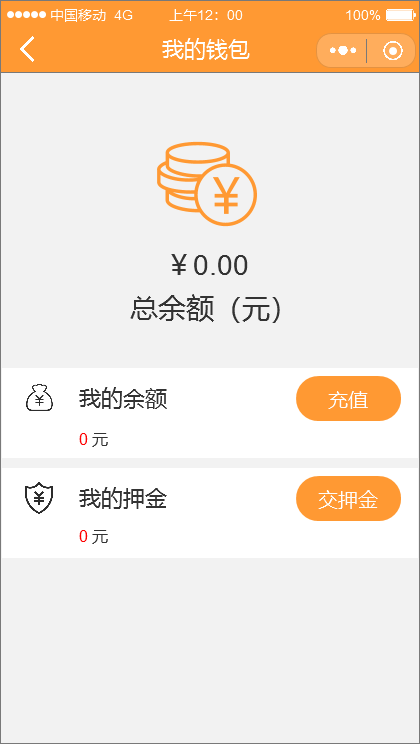 中国移动 4G 上午12：00 100%
我的钱包
¥
￥0.00
总余额（元）
¥ 我的余额 充值
0 元
¥ 我的押金 交押金
0 元